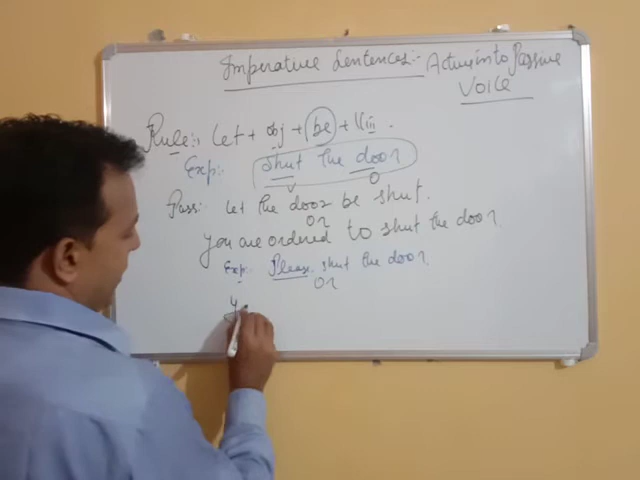 Imperative Sentences:- Active into Passive
Voice
Rule:- Let + obj + be + VIII.
Exp:- Shut the door
V O
Pass:- Let the door be shut.
Or
You are ordered to shut the door
Exp:- Please shut the door
Or
y